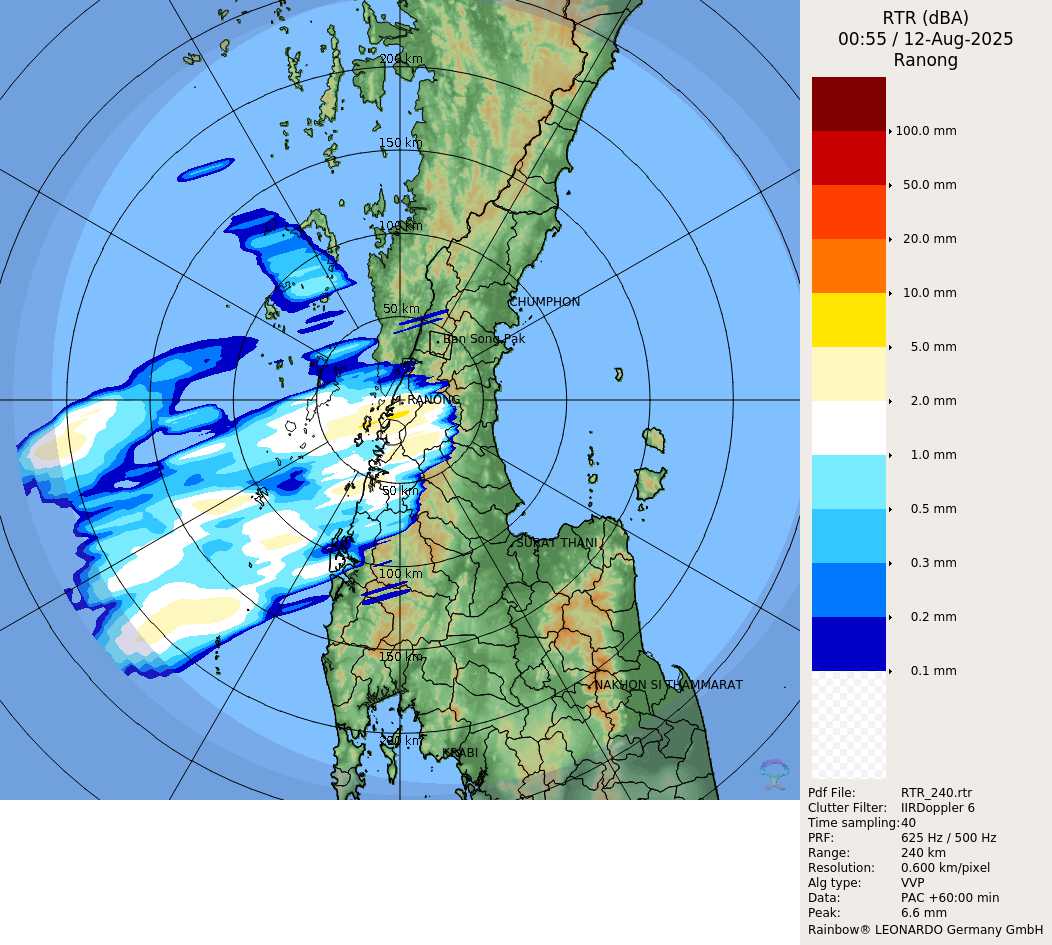 RTR (dBA)
00:55 / 12-Aug-2025
Ranong
100.0 mm
50.0 mm
20.0 mm
10.0 mm
5.0 mm
2.0 mm
1.0 mm
0.5 mm
0.3 mm
0.2 mm
0.1 mm
200 km
150 km
100 km
50 km
CHUMPHON
Ban Song Pak
RANONG
50 km
SURAT THANI
100 km
150 km
NAKHON SI THAMMARAT
200 km
KRABI
Pdf File: RTR_240.rtr
Clutter Filter: IIRDoppler 6
Time sampling: 40
PRF: 625 Hz / 500 Hz
Range: 240 km
Resolution: 0.600 km/pixel
Alg type: VVP
Data: PAC +60:00 min
Peak: 6.6 mm
Rainbow® LEONARDO Germany GmbH